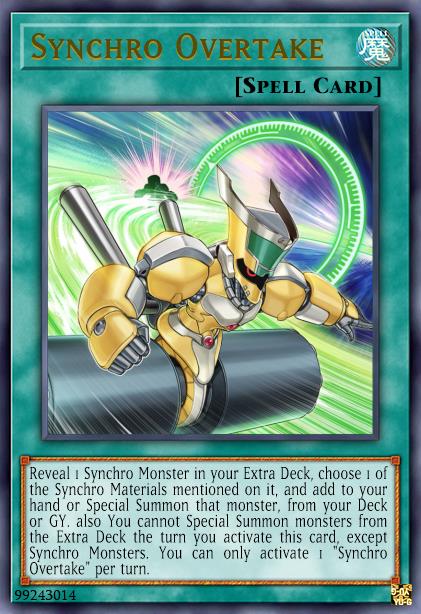 Synchro Overtake
[Spell Card]
Reveal 1 Synchro Monster in your Extra Deck, choose 1 of
the Synchro Materials mentioned on it, and add to your
hand or Special Summon that monster, from your Deck
or GY. also You cannot Special Summon monsters from
the Extra Deck the turn you activate this card, except
Synchro Monsters. You can only activate 1 "Synchro
Overtake" per turn.
99243014